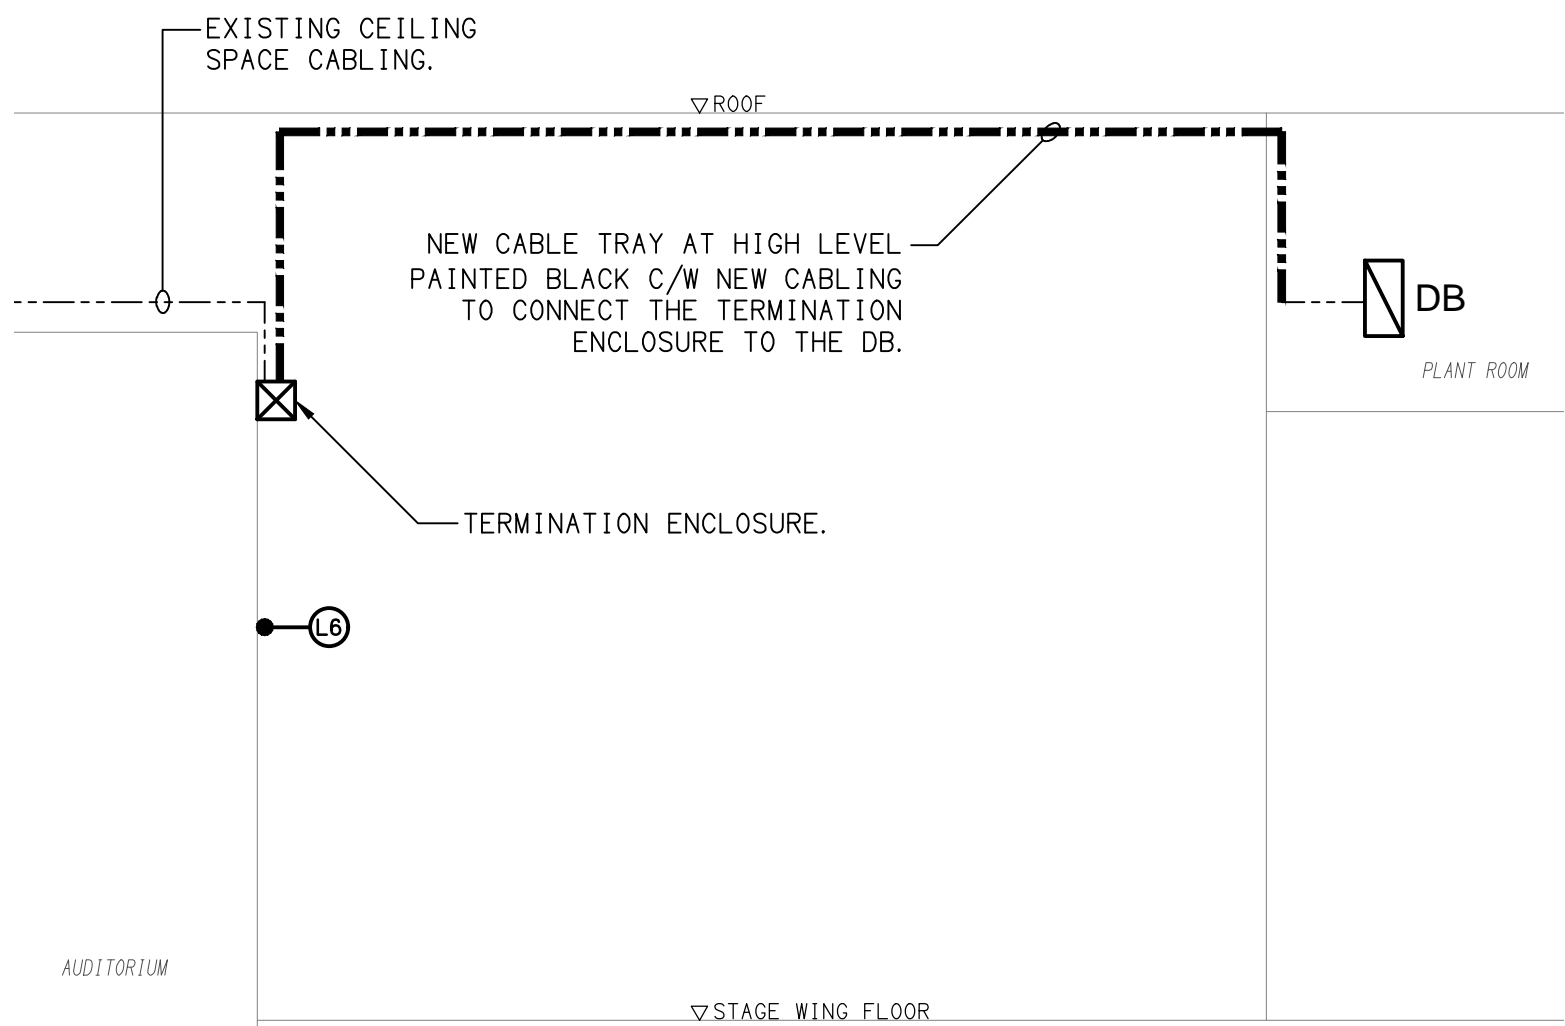 EXISTING CEILING
SPACE CABLING.
ROOF
NEW CABLE TRAY AT HIGH LEVEL
PAINTED BLACK C/W NEW CABLING
TO CONNECT THE TERMINATION
ENCLOSURE TO THE DB.
DB
PLANT ROOM
TERMINATION ENCLOSURE.
L6
AUDITORIUM
STAGE WING FLOOR